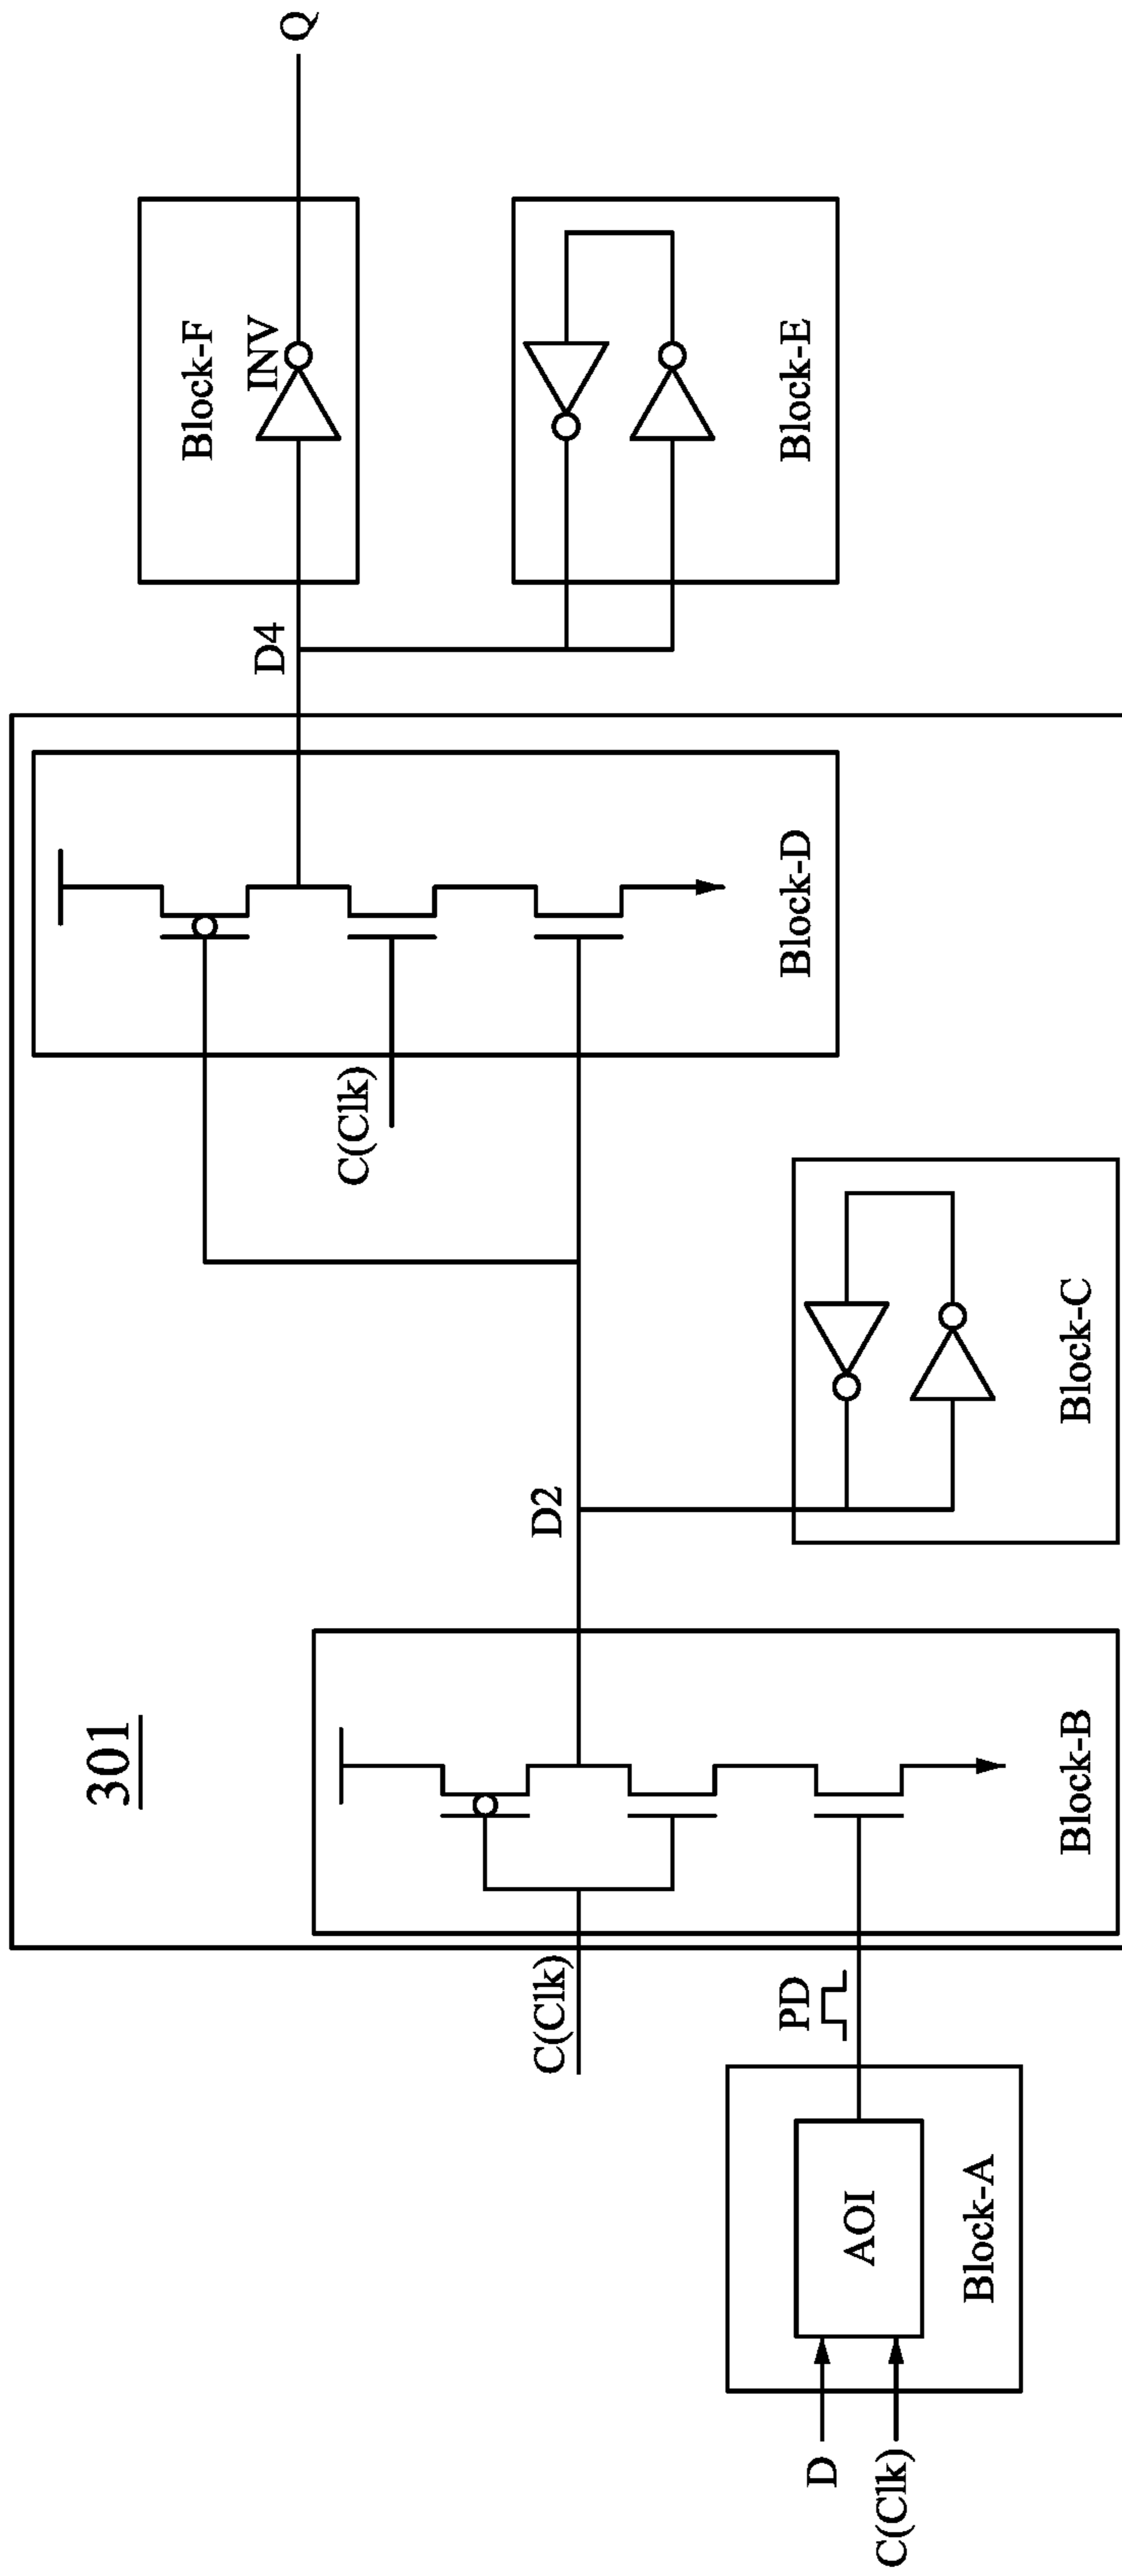 301
D
C(Clk)
AOI
Block-A
PD
C(Clk)
Block-B
D2
Block-C
C(Clk)
Block-D
D4
Block-F
INV
Block-E
Q